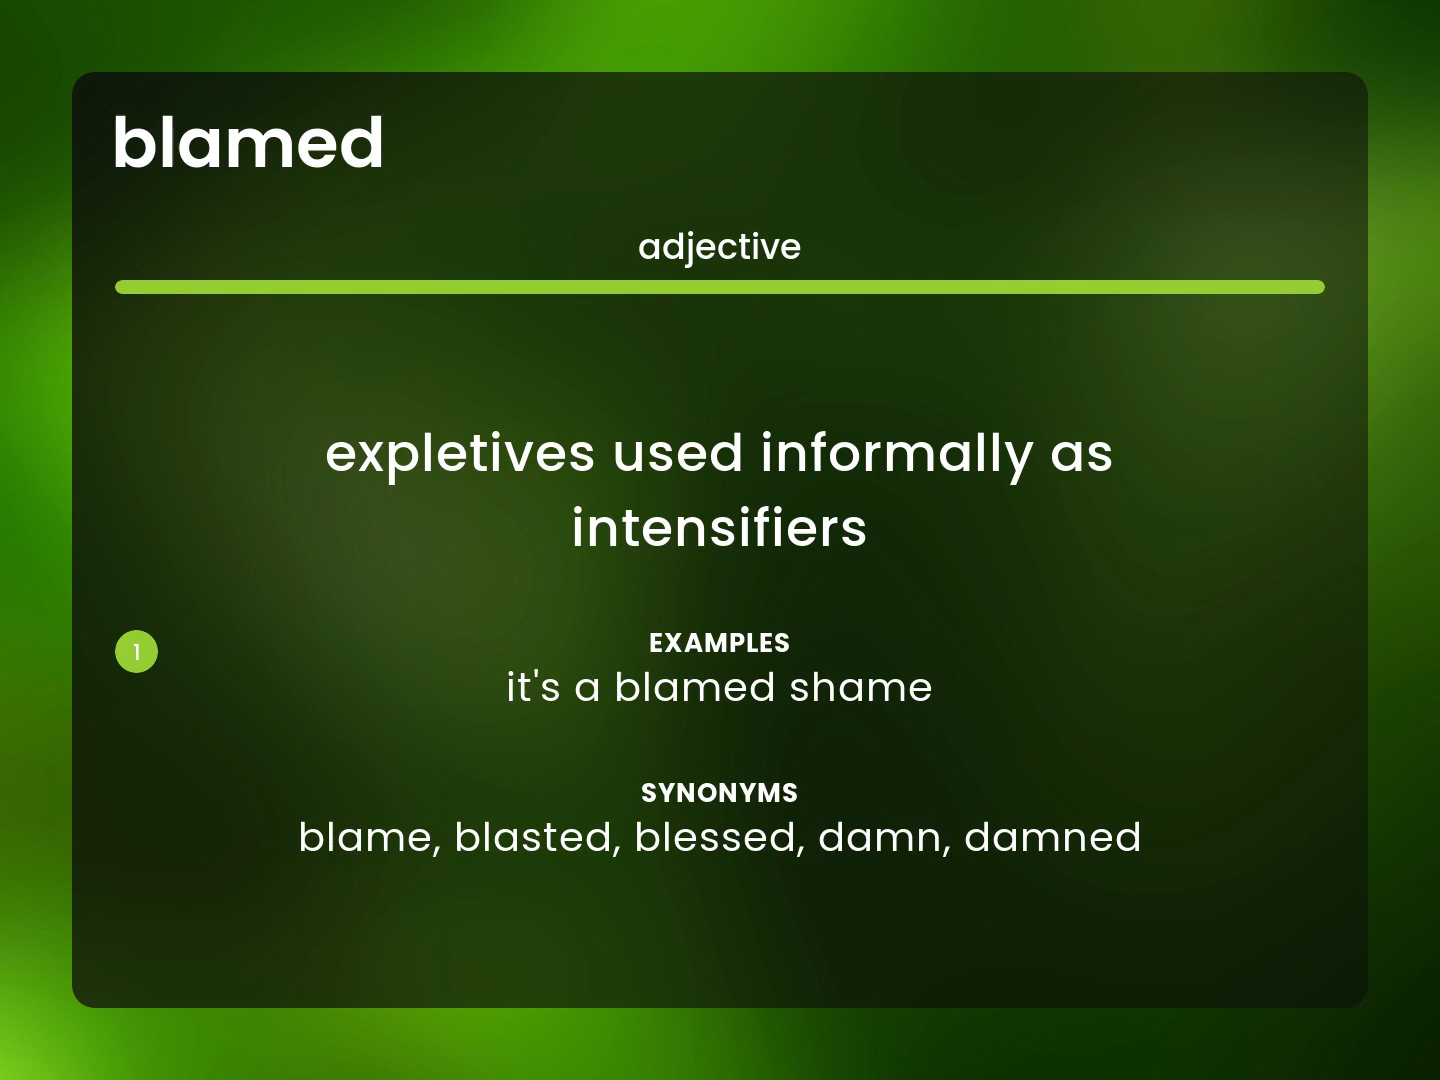 blamed
adjective
expletives used informally as
intensifiers
1
EXAMPLES
it's a blamed shame
SYNONYMS
blame, blasted, blessed, damn, damned